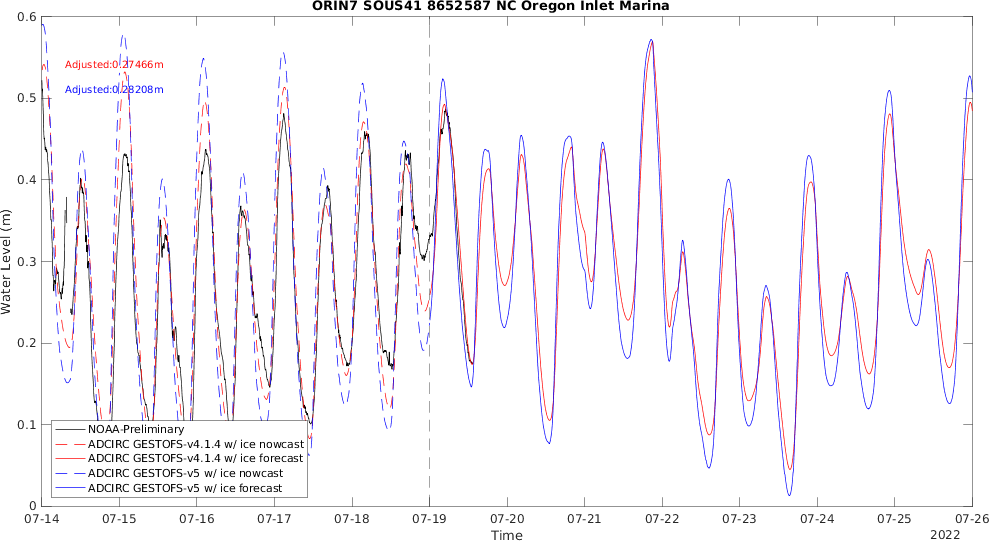 ORIN7 SOUS41 8652587 NC Oregon Inlet Marina
Water Level (m)
0.6
0.5
0.4
0.3
0.2
0.1
0
Adjusted:0.27466m
Adjusted:0.28208m
NOAA-Preliminary
ADCIRC GESTOFS-v4.1.4 w/ ice nowcast
ADCIRC GESTOFS-v4.1.4 w/ ice forecast
ADCIRC GESTOFS-v5 w/ ice nowcast
ADCIRC GESTOFS-v5 w/ ice forecast
07-14 07-15 07-16 07-17 07-18 07-19 07-20 07-21 07-22 07-23 07-24 07-25 07-26
Time
2022